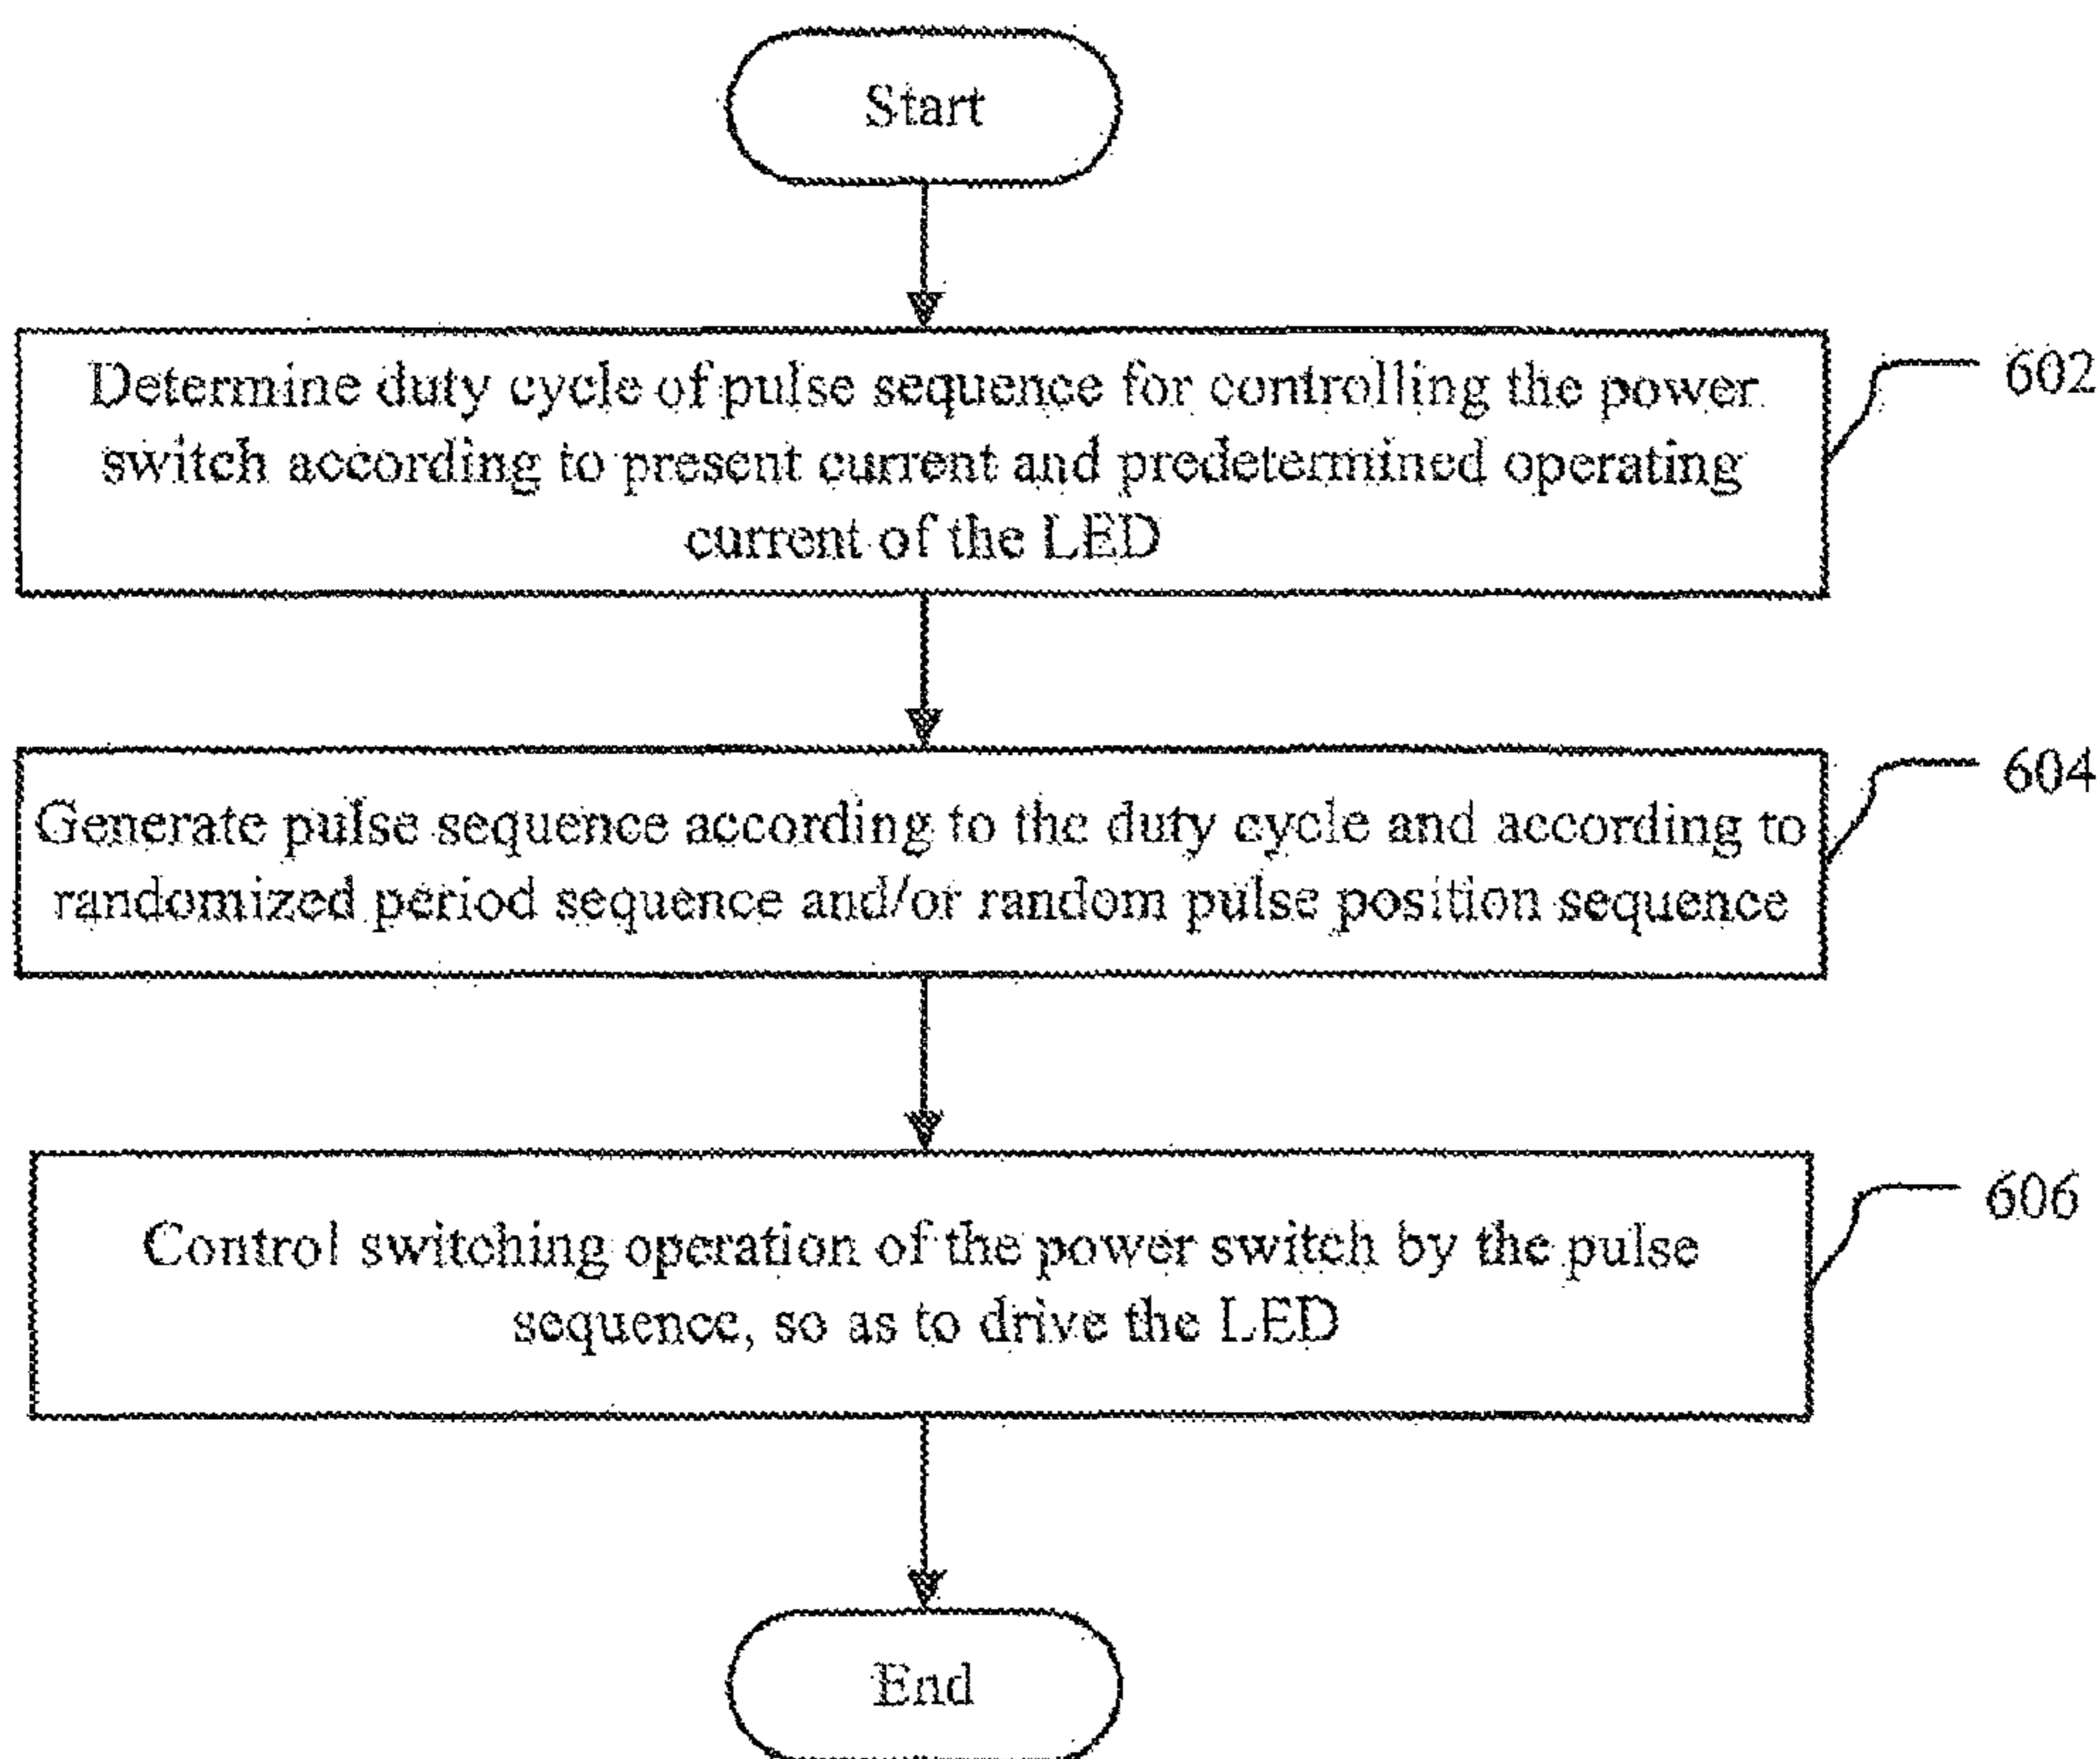 Start
Determine duty cycle of pulse sequence for controlling the power
switch according to present current and predetermined operating
current of the LED
602
Generate pulse sequence according to the duty cycle and according to
randomized period sequence and/or random pulse position sequence
604
Control switching operation of the power switch by the pulse
sequence, so as to drive the LED
606
End